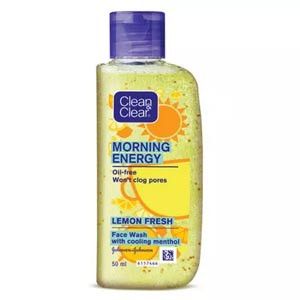 Clean &
Clear®
MORNING
ENERGY
Oil-free
Won't clog pores
LEMON FRESH
Face Wash
with cooling menthol
Johnson & Johnson
50 ml